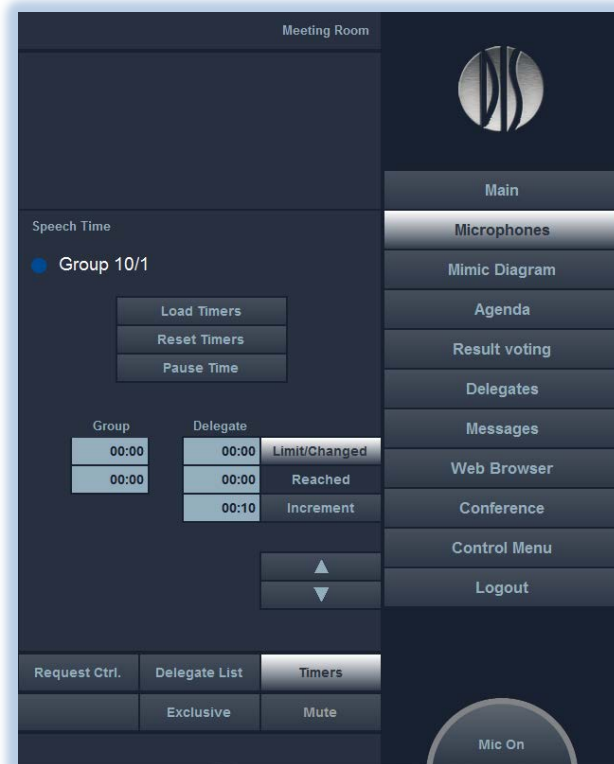 Meeting Room
DIS
Main
Microphones
Mimic Diagram
Agenda
Result voting
Delegates
Messages
Web Browser
Conference
Control Menu
Logout
Speech Time
Group 10/1
Load Timers
Reset Timers
Pause Time
Group Delegate
00:00 00:00 Limit/Changed
00:00 00:00 Reached
00:10 Increment
Request Ctrl. Delegate List Timers
Exclusive Mute
Mic On